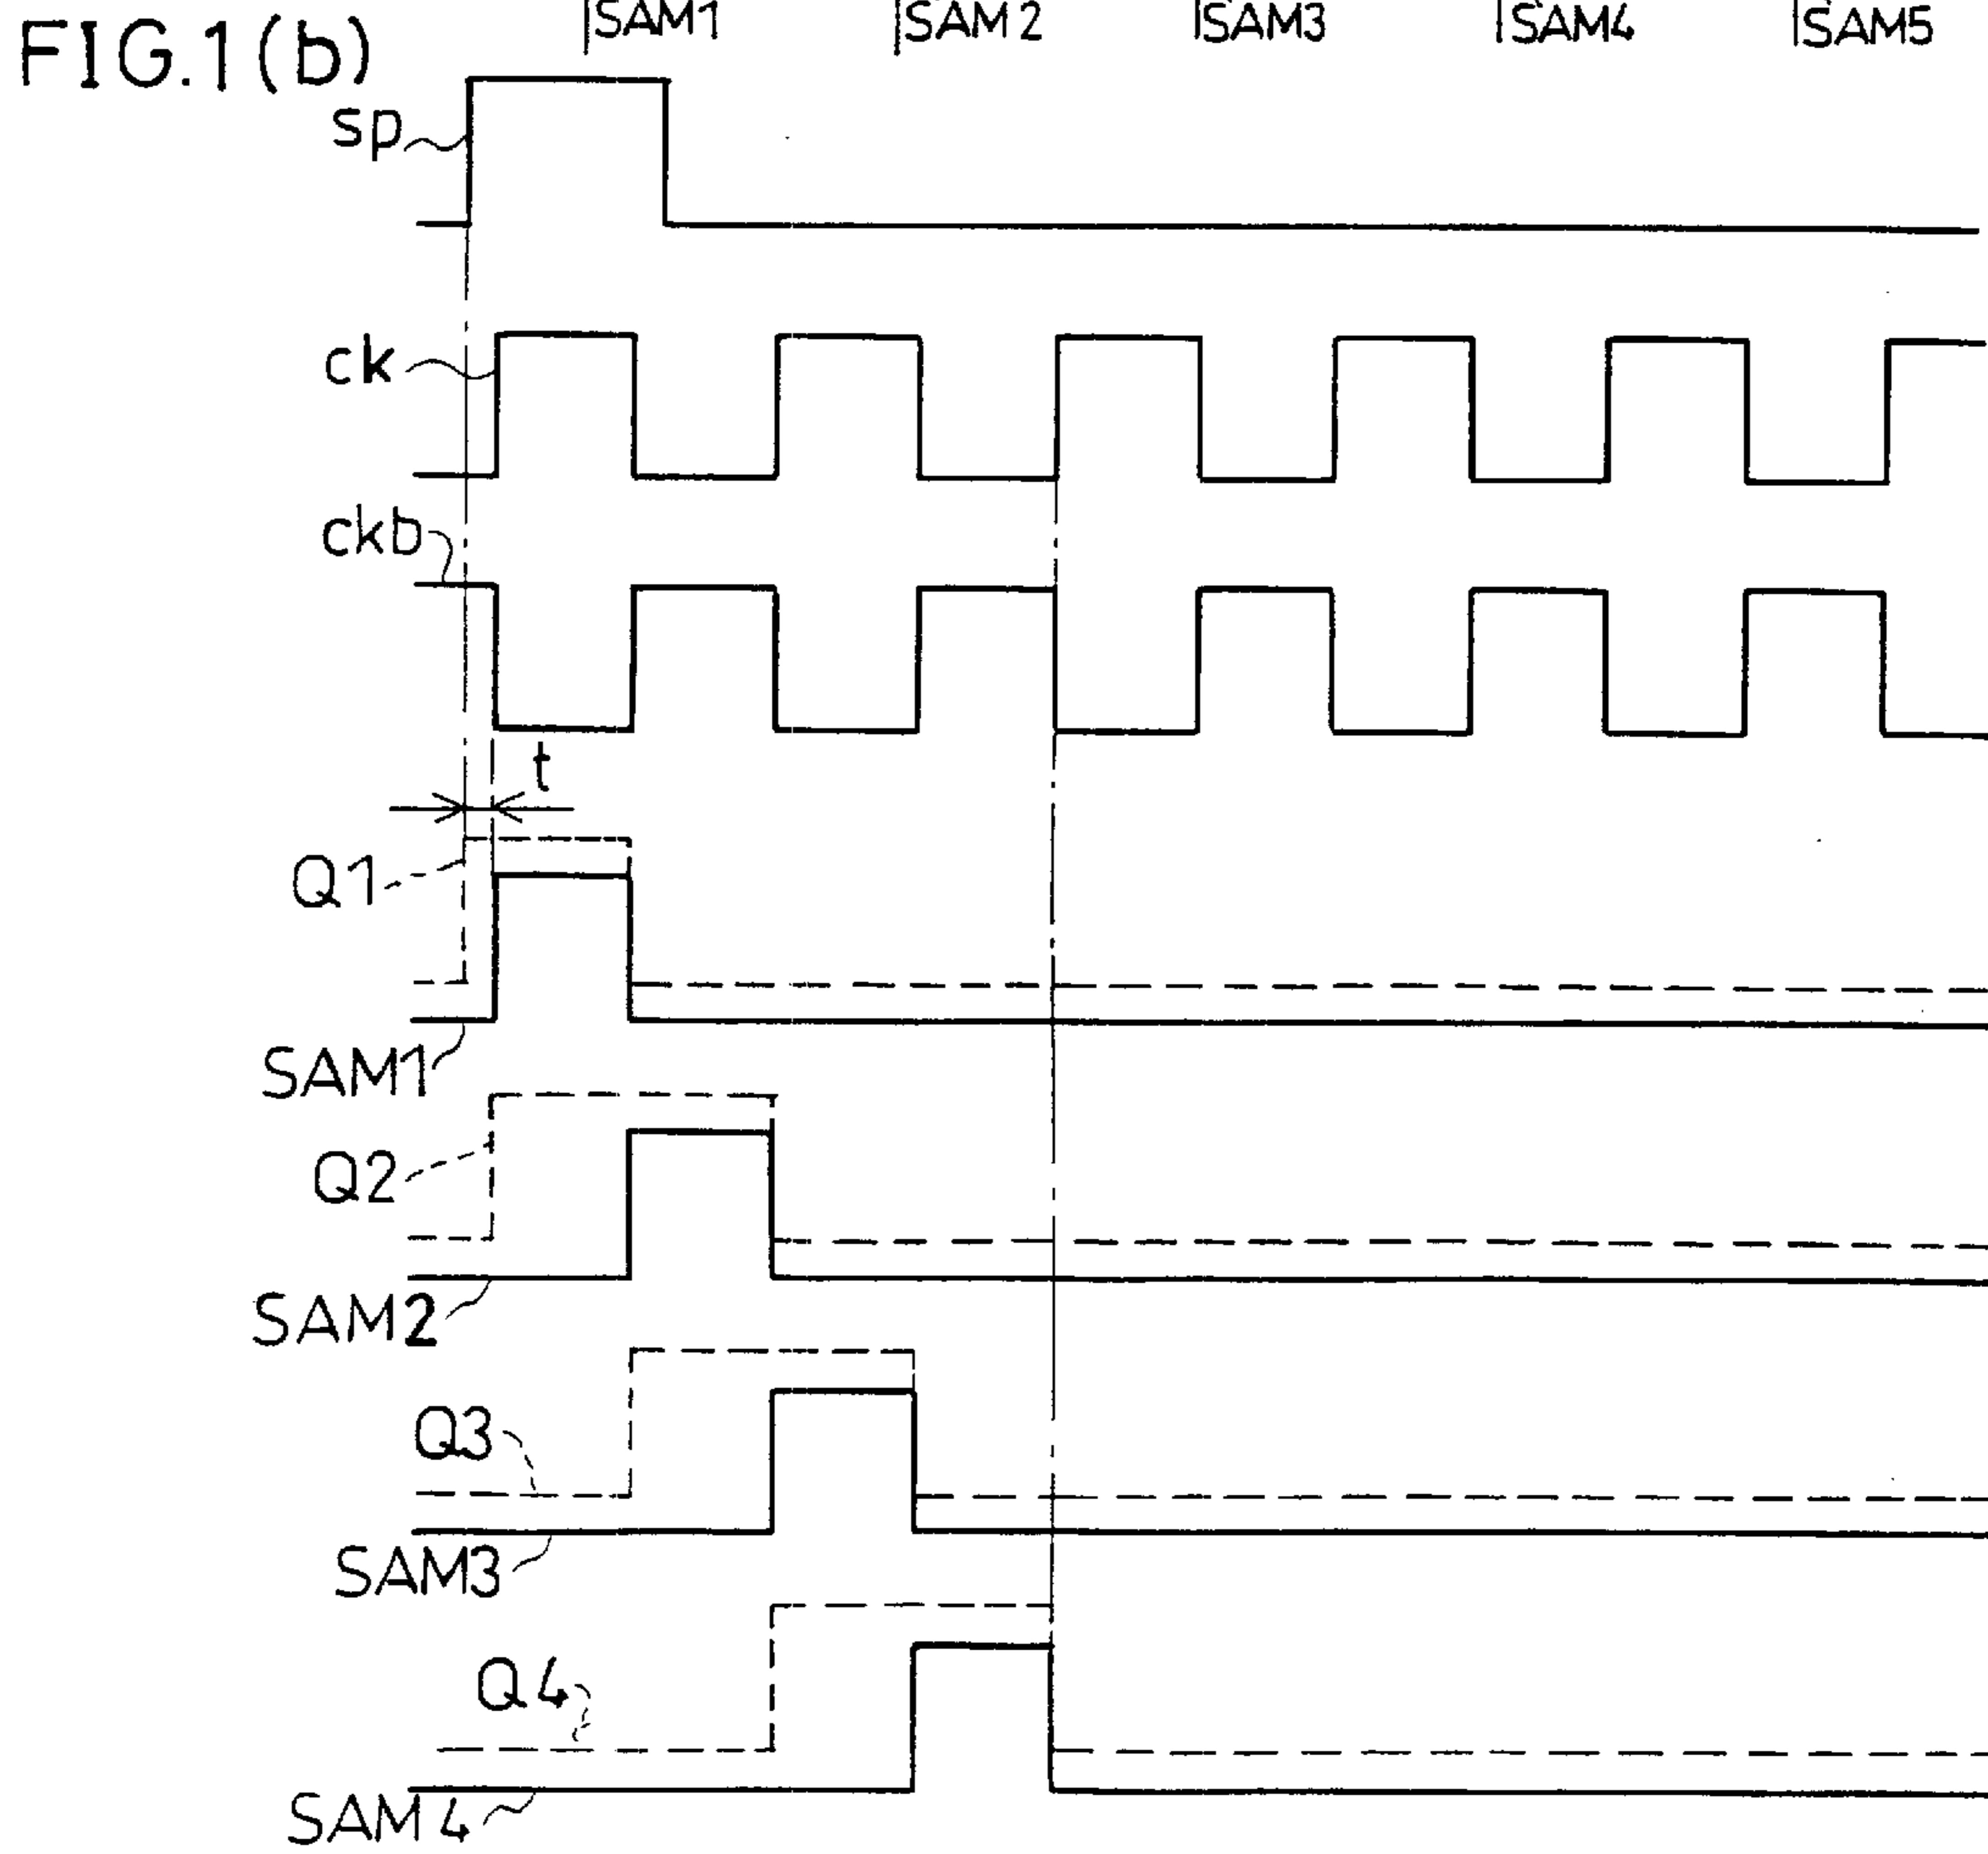 SAM1 SAM2 SAM3 SAM4 SAM5
FIG.1(b)
sp
ck
ckb
t
Q1
SAM1
Q2
SAM2
Q3
SAM3
Q4
SAM4